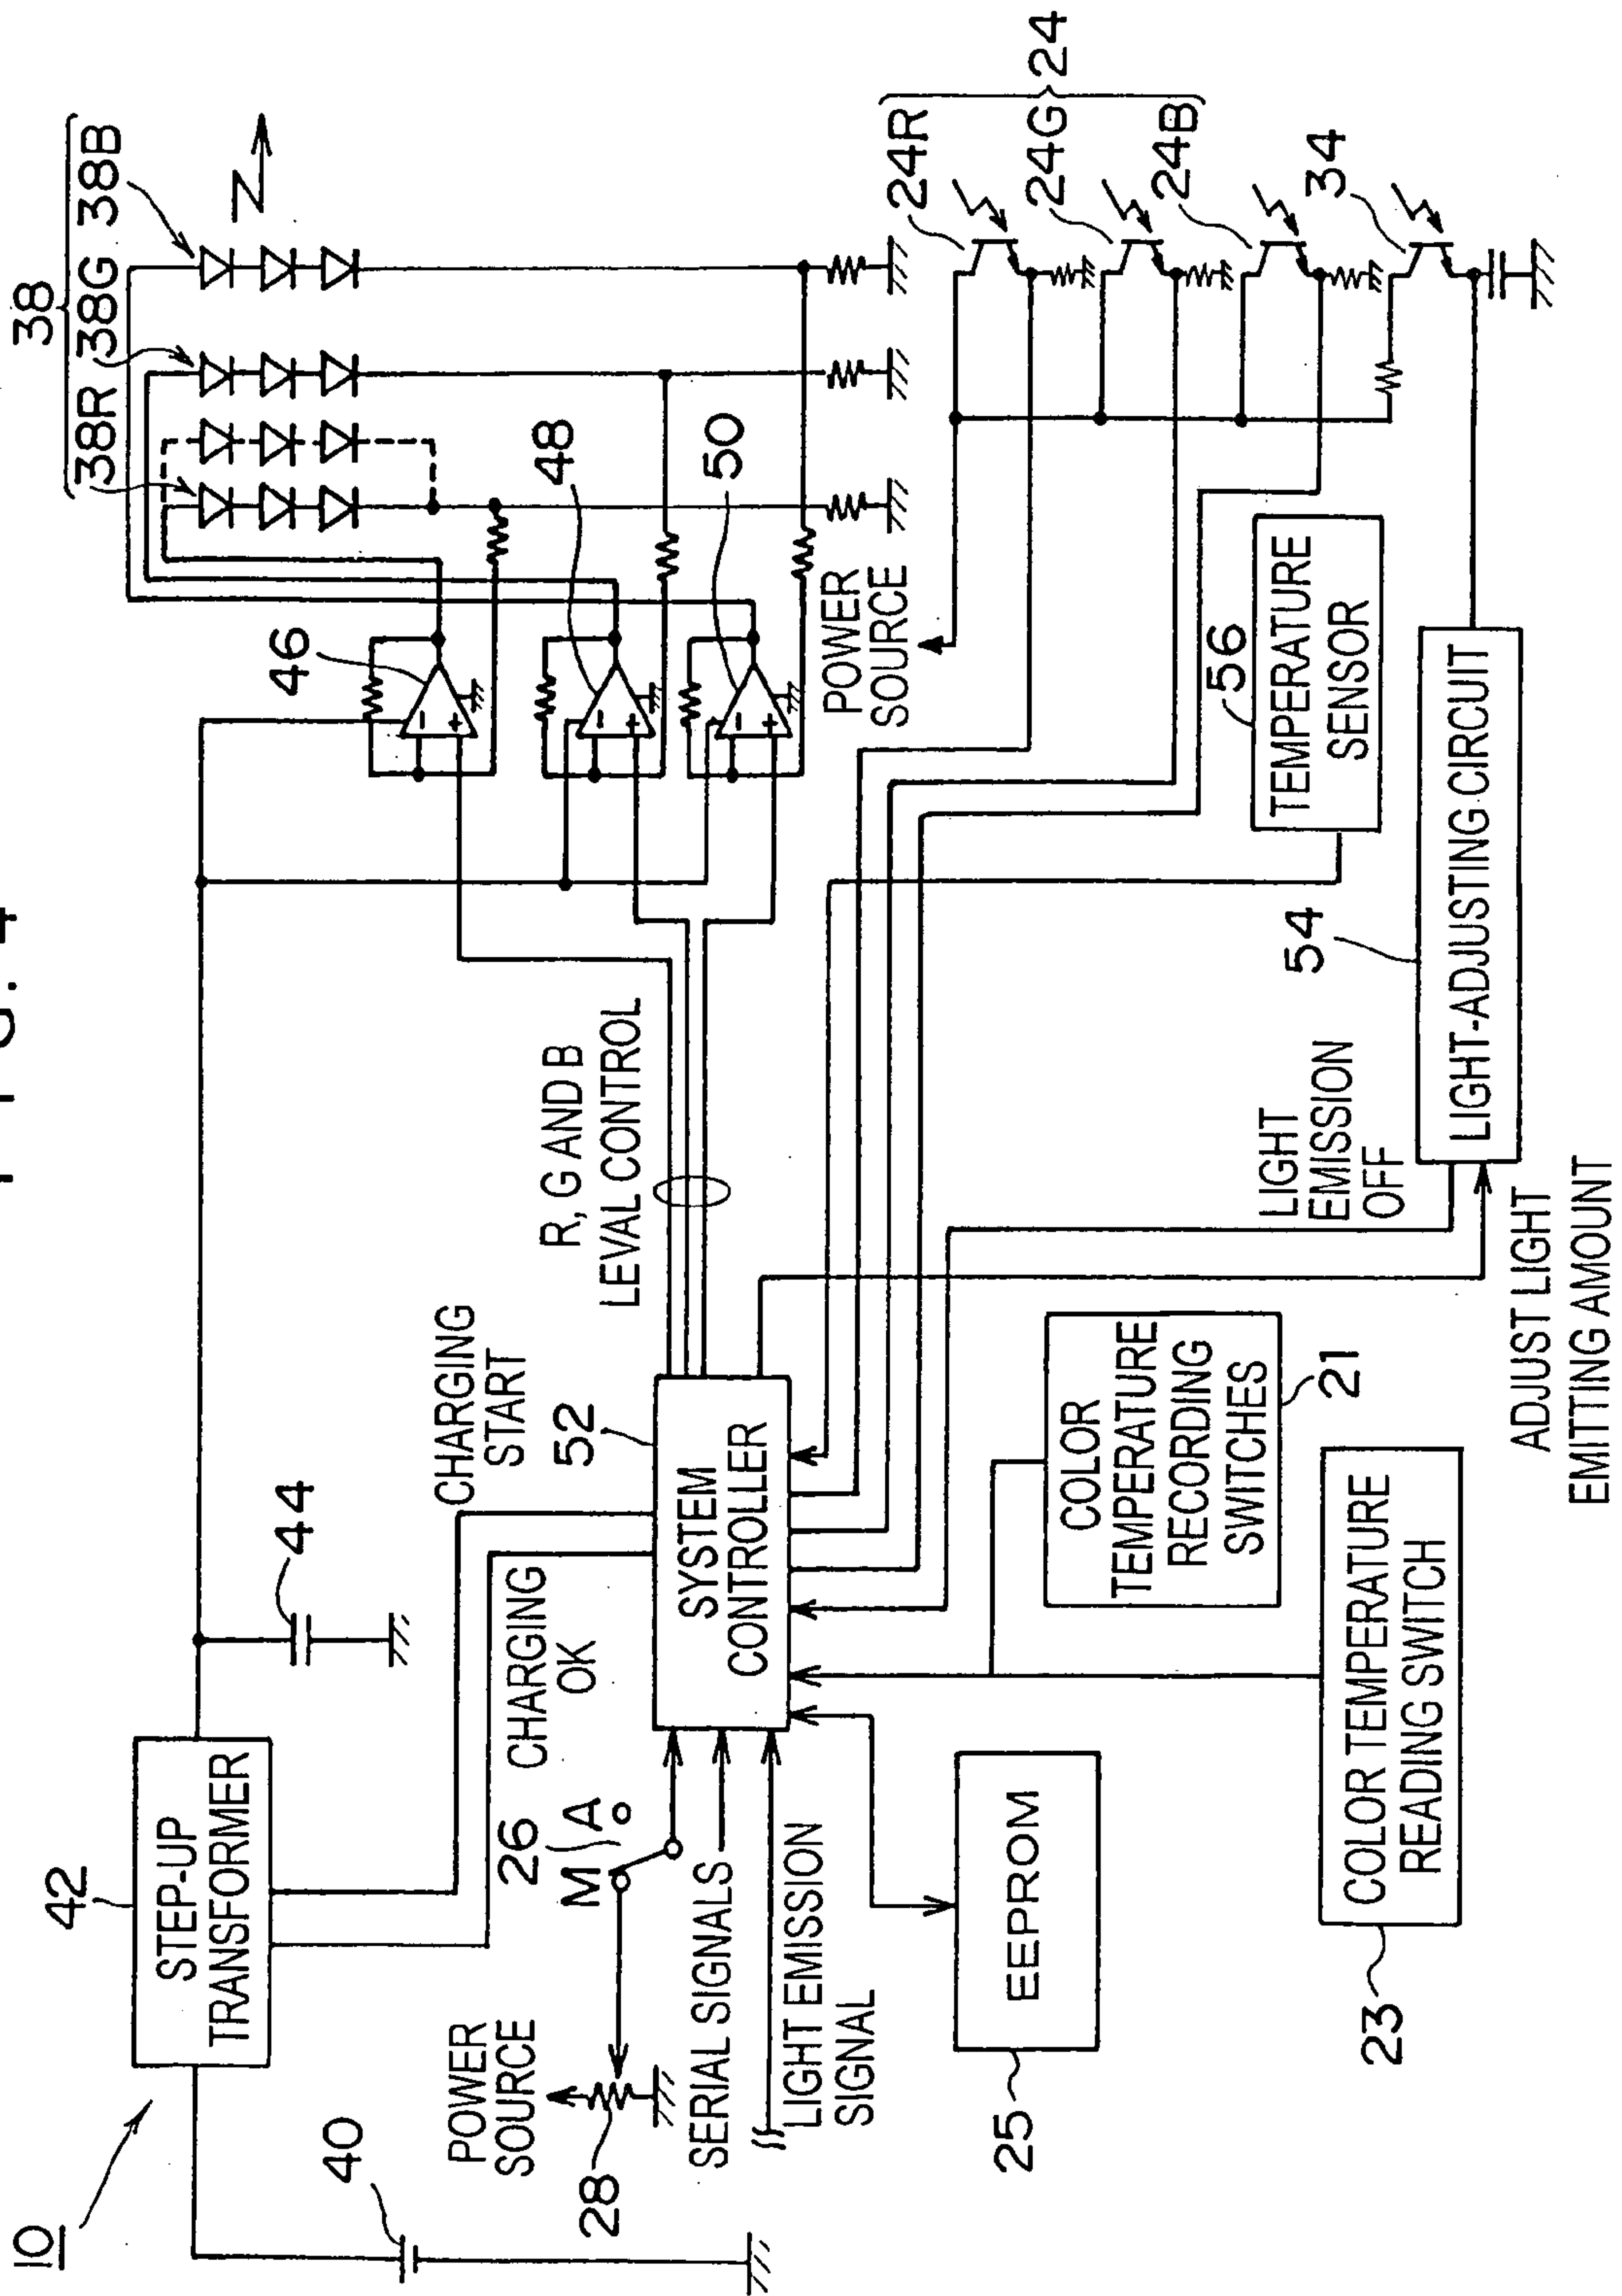 10
42
STEP-UP
TRANSFORMER
40
44
CHARGING
START
CHARGING
OK
52
SYSTEM
CONTROLLER
POWER
SOURCE
28
M
26
A
SERIAL SIGNALS
LIGHT EMISSION
SIGNAL
EEPROM
25
COLOR TEMPERATURE
READING SWITCH
23
COLOR
TEMPERATURE
RECORDING
SWITCHES
21
R, G AND B
LEVAL CONTROL
46
48
50
-
+
-
+
-
+
38
38R 38G 38B
N
POWER
SOURCE
24R
24G
24B
24
34
56
TEMPERATURE
SENSOR
54
LIGHT-ADJUSTING CIRCUIT
LIGHT
EMISSION
OFF
ADJUST LIGHT
EMITTING AMOUNT